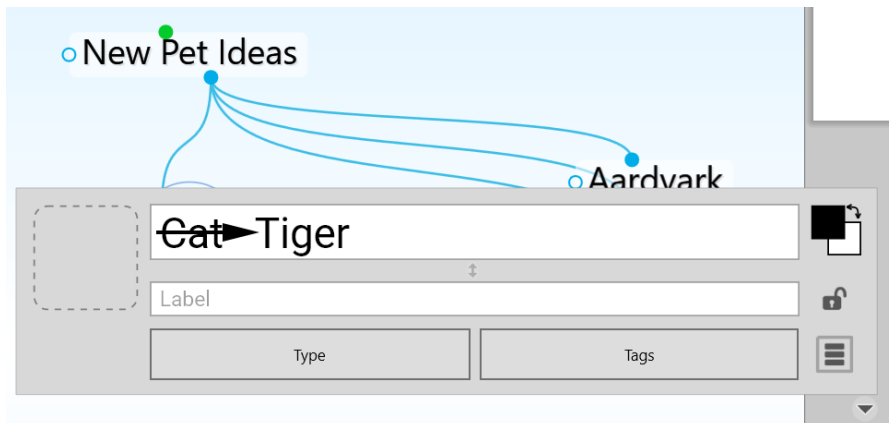 New Pet Ideas
Aardvark
Cat Tiger
Label
Type
Tags